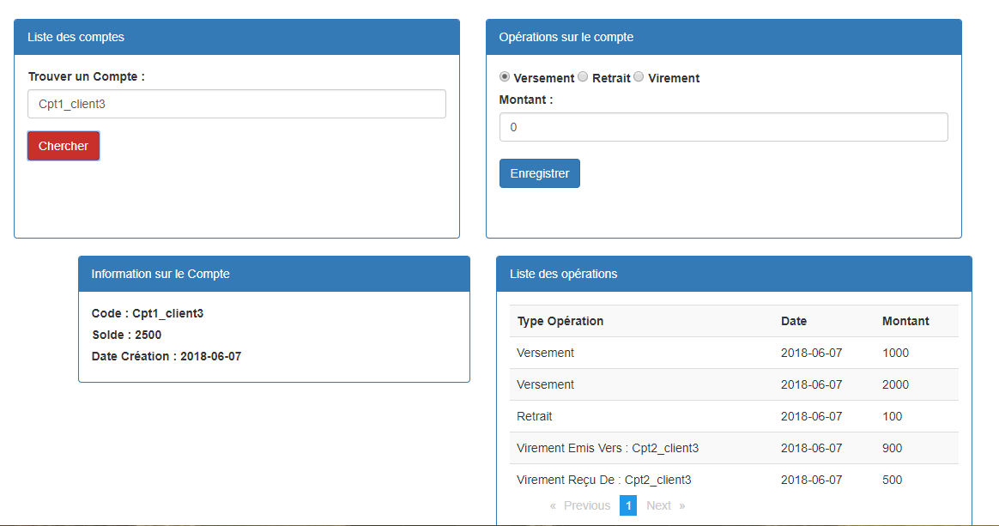 Liste des comptes
Trouver un Compte :
Cpt1_client3
Chercher
Opérations sur le compte
Versement Retrait Virement
Montant :
0
Enregistrer
Information sur le Compte
Code : Cpt1_client3
Solde : 2500
Date Création : 2018-06-07
Liste des opérations
Type Opération Date Montant
Versement 2018-06-07 1000
Versement 2018-06-07 2000
Retrait 2018-06-07 100
Virement Emis Vers : Cpt2_client3 2018-06-07 900
Virement Reçu De : Cpt2_client3 2018-06-07 500
« Previous 1 Next »